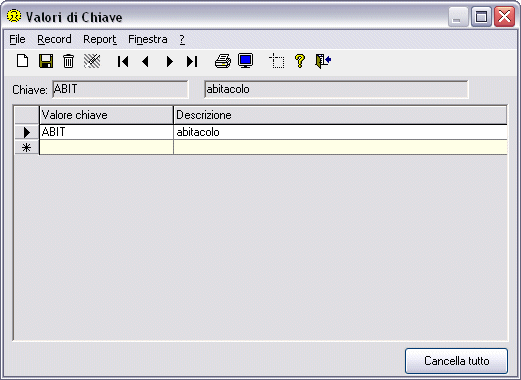 Valori di Chiave
File Record Report Finestra ?
Chiave: ABIT abitacolo
Valore chiave Descrizione
ABIT abitacolo
Cancella tutto